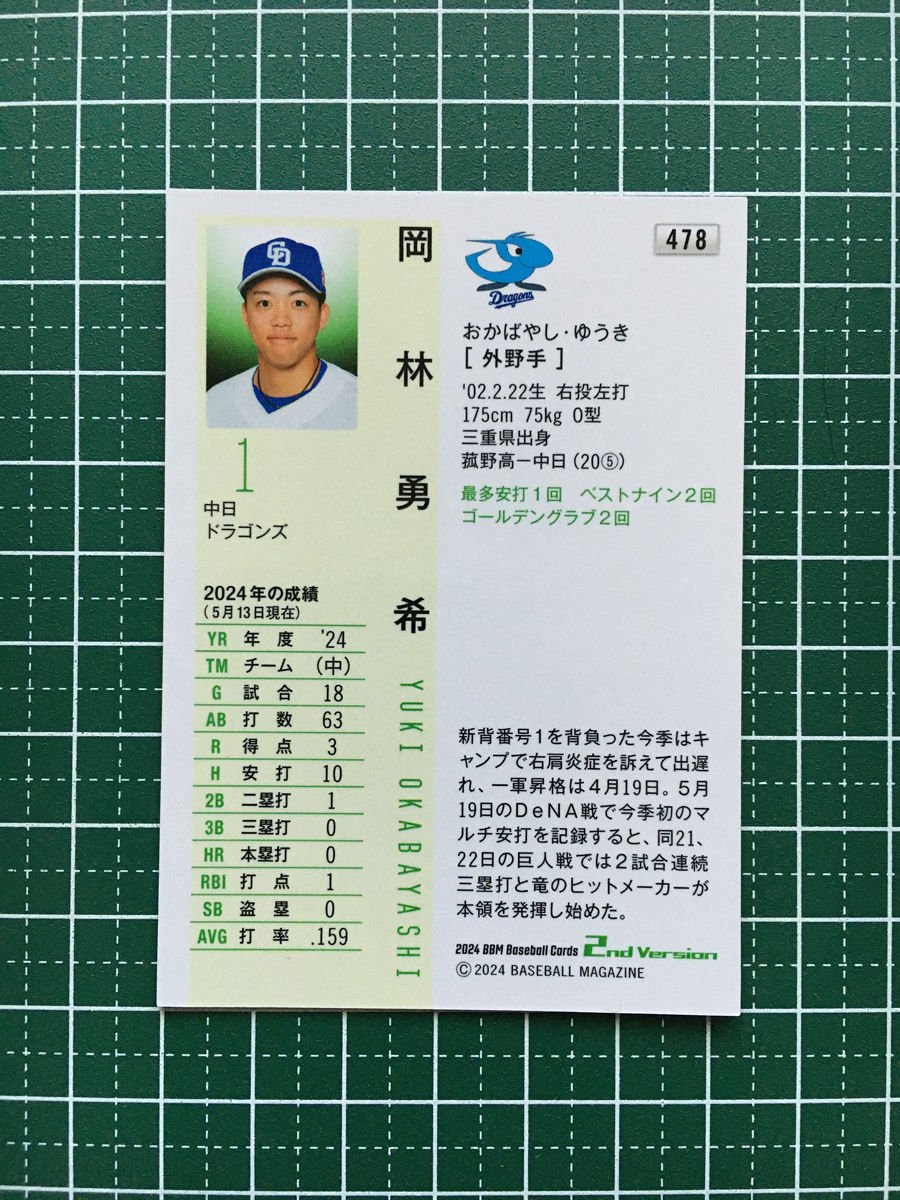 岡林勇希
YUKI OKABAYASHI
CD
1
中日
ドラゴンズ
2024年の成績
(5月13日現在)
YR 年度 '24
TM チーム (中)
G 試合 18
AB 打数 63
R 得点 3
H 安打 10
2B 二塁打 1
3B 三塁打 0
HR 本塁打 0
RBI 打点 1
SB 盗塁 0
AVG 打率 .159
478
Dragons
おかばやし・ゆうき
[外野手]
'02.2.22生 右投左打
175cm 75kg O型
三重県出身
菰野高−中日(20⑤)
最多安打1回 ベストナイン2回
ゴールデングラブ2回
新背番号1を背負った今季はキ
ャンプで右肩炎症を訴えて出遅
れ、一軍昇格は4月19日。5月
19日のDeNA戦で今季初のマ
ルチ安打を記録すると、同21、
22日の巨人戦では2試合連続
三塁打と竜のヒットメーカーが
本領を発揮し始めた。
2024 BBM Baseball Cards 2nd Version
©2024 BASEBALL MAGAZINE